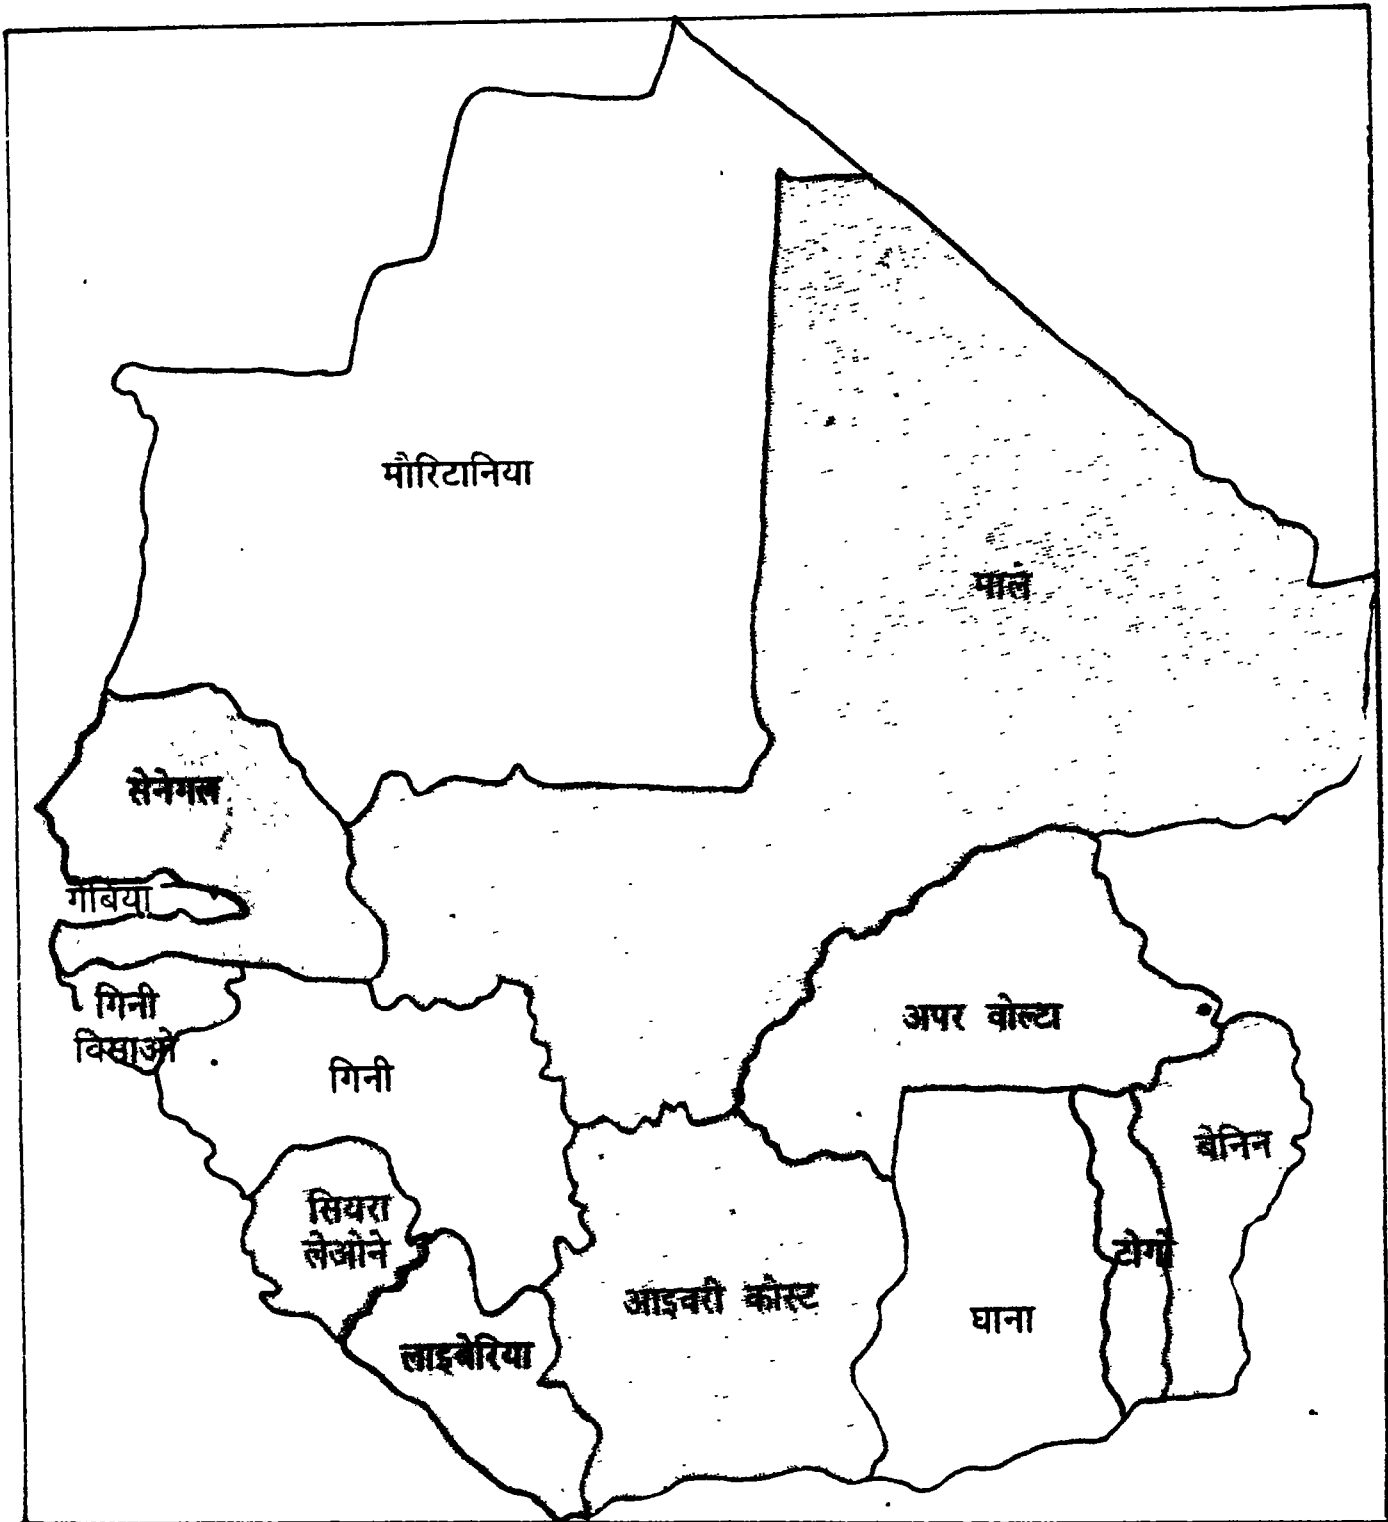 मौरिटानिया
माल
सेनेगल
गेबिया
गिनी
विसाओ
अपर वोल्टा
गिनी
बेनिन
सियरा
लेओने
टोगो
आइवरी कोस्ट
घाना
लाइबेरिया